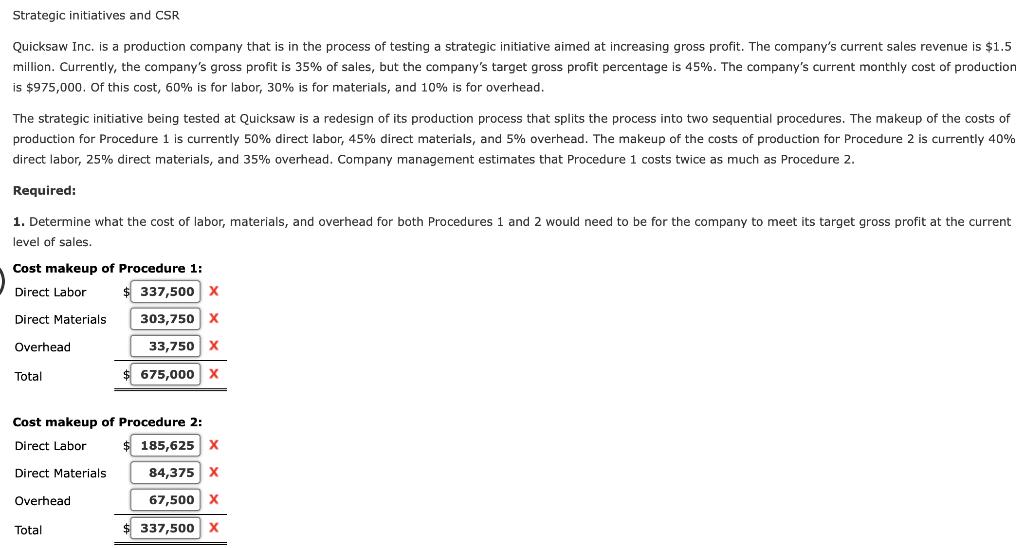 Strategic initiatives and CSR
Quicksaw Inc. is a production company that is in the process of testing a strategic initiative aimed at increasing gross profit. The company's current sales revenue is $1.5
million. Currently, the company's gross profit is 35% of sales, but the company's target gross profit percentage is 45%. The company's current monthly cost of production
is $975,000. Of this cost, 60% is for labor, 30% is for materials, and 10% is for overhead.
The strategic initiative being tested at Quicksaw is a redesign of its production process that splits the process into two sequential procedures. The makeup of the costs of
production for Procedure 1 is currently 50% direct labor, 45% direct materials, and 5% overhead. The makeup of the costs of production for Procedure 2 is currently 40%
direct labor, 25% direct materials, and 35% overhead. Company management estimates that Procedure 1 costs twice as much as Procedure 2.
Required:
1. Determine what the cost of labor, materials, and overhead for both Procedures 1 and 2 would need to be for the company to meet its target gross profit at the current
level of sales.
Cost makeup of Procedure 1:
Direct Labor $ 337,500 X
Direct Materials 303,750 X
Overhead 33,750 X
Total $ 675,000 X
Cost makeup of Procedure 2:
Direct Labor $ 185,625 X
Direct Materials 84,375 X
Overhead 67,500 X
Total $ 337,500 X